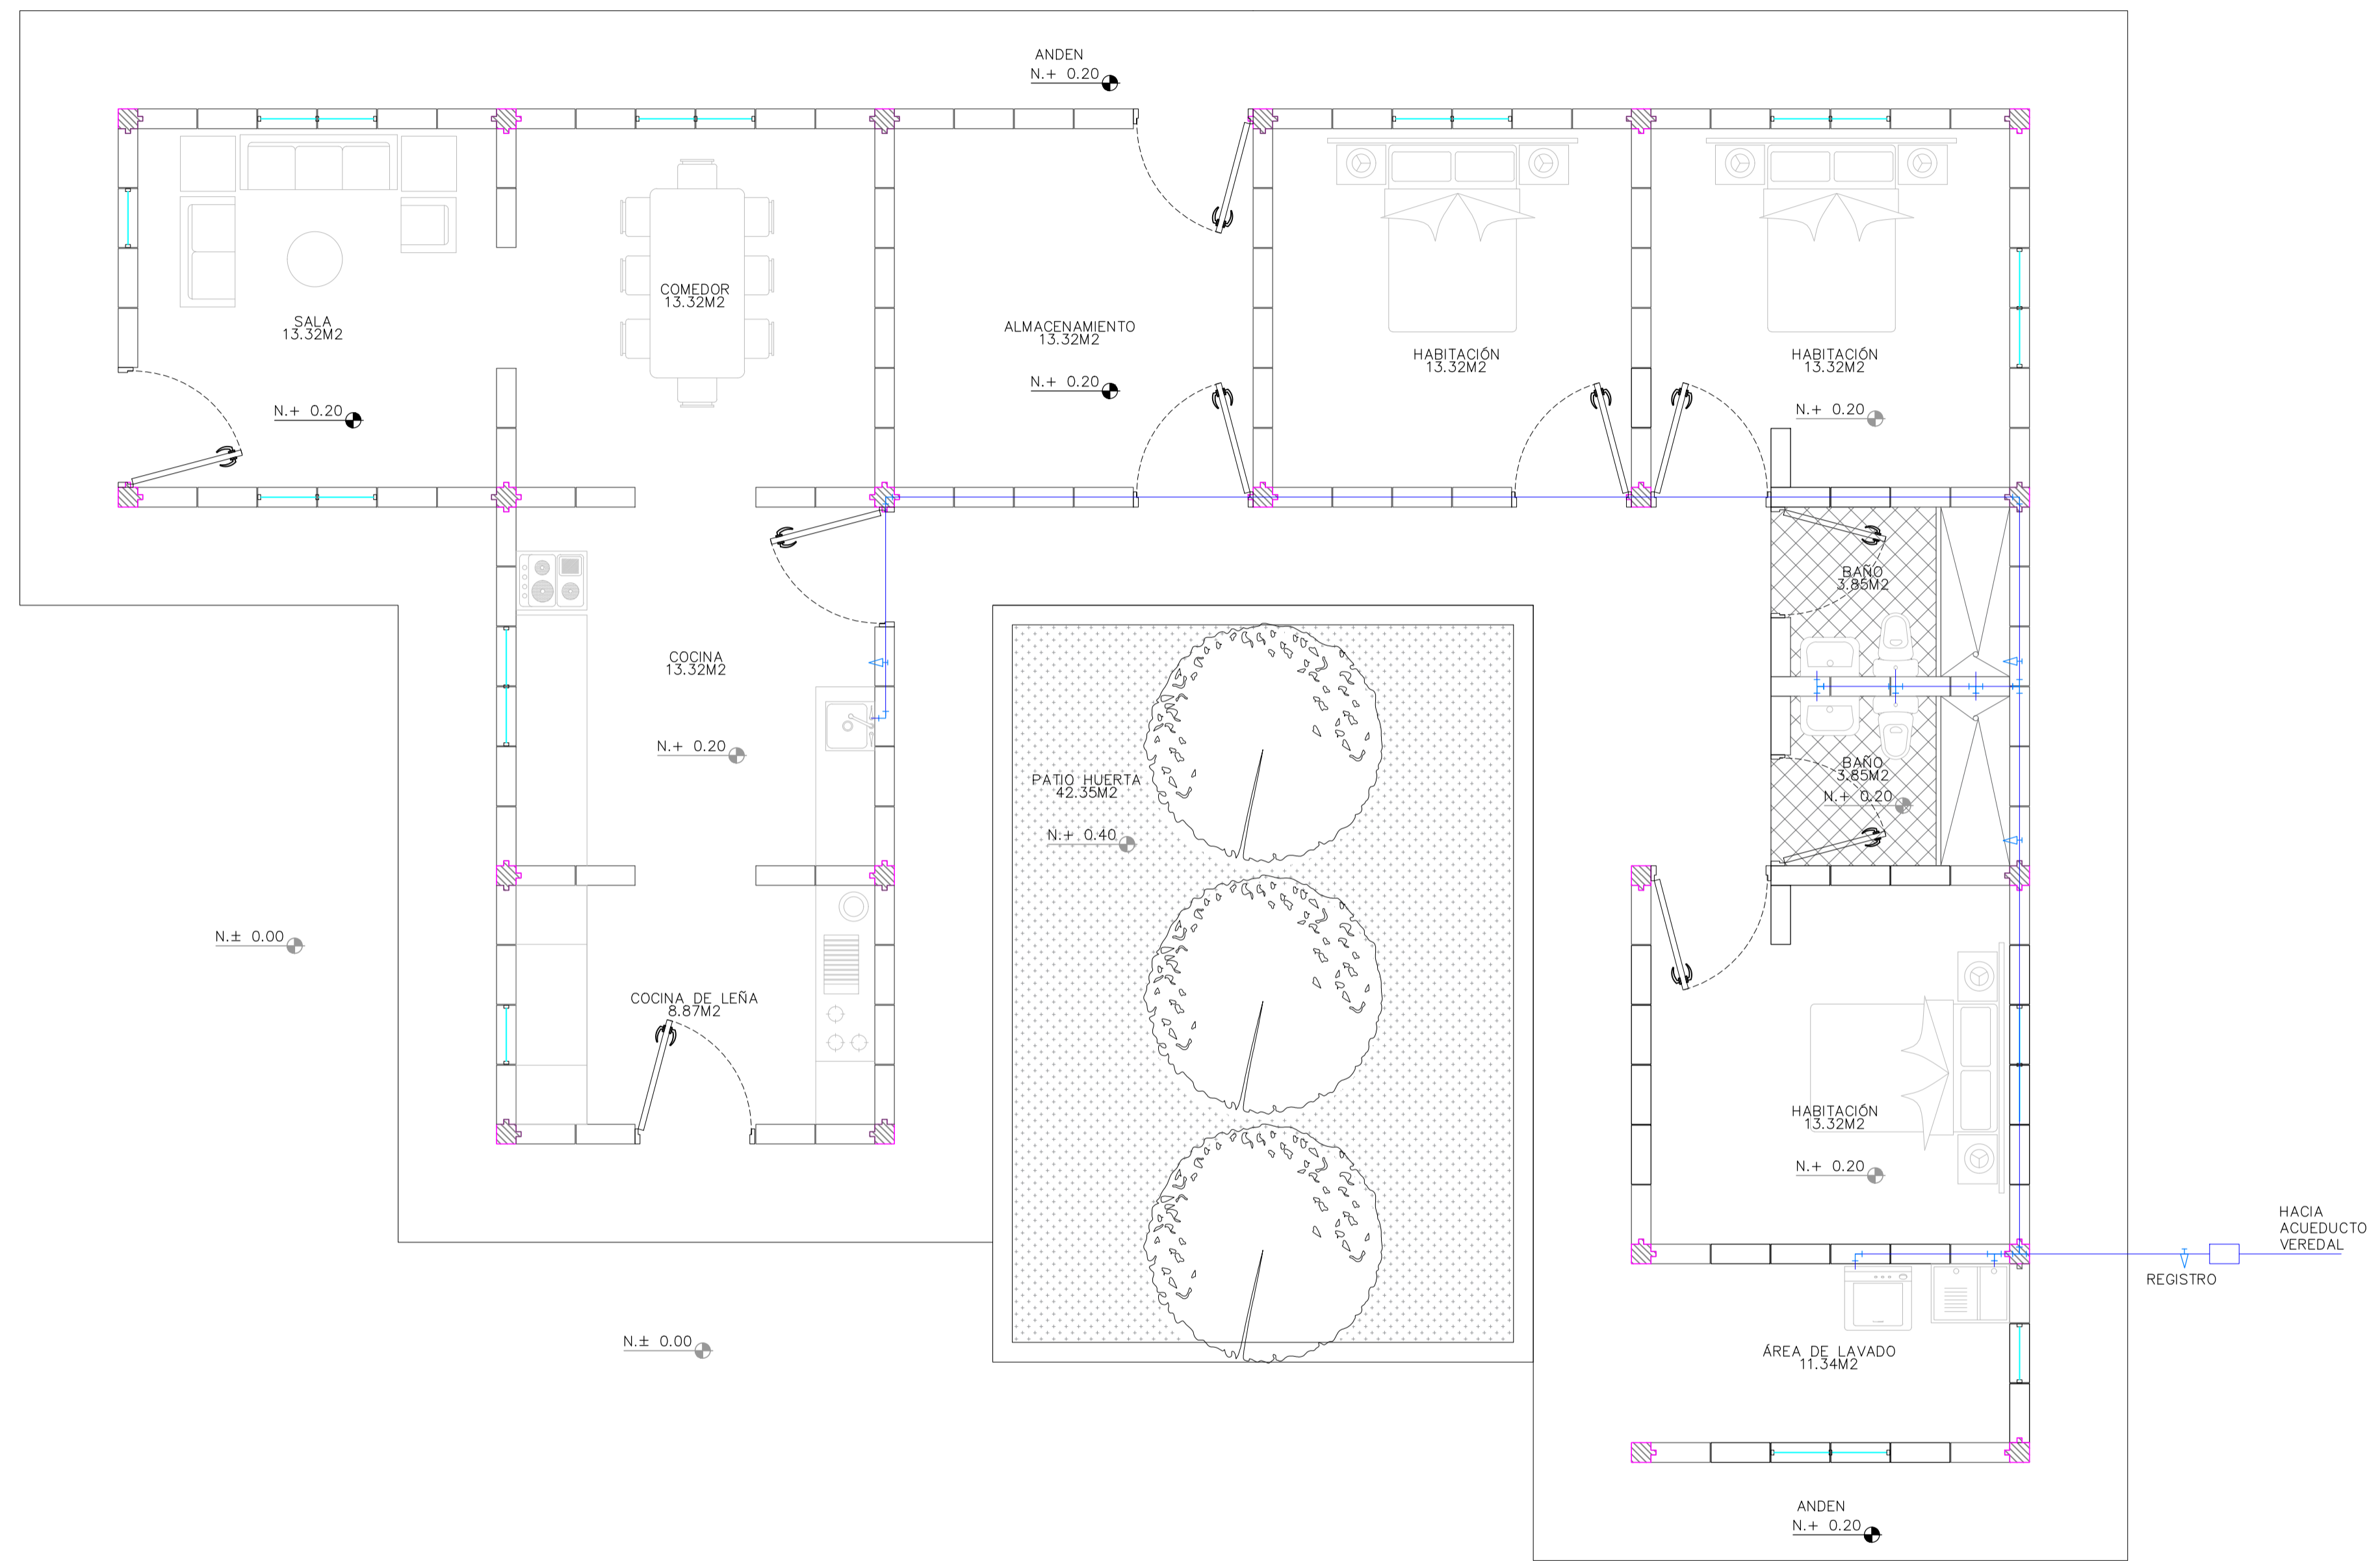 ANDEN
N.+ 0.20
SALA
13.32M2
N.+ 0.20
COMEDOR
13.32M2
ALMACENAMIENTO
13.32M2
N.+ 0.20
HABITACIÓN
13.32M2
HABITACIÓN
13.32M2
N.+ 0.20
BAÑO
3.85M2
COCINA
13.32M2
N.+ 0.20
PATIO HUERTA
42.35M2
N.+ 0.40
BAÑO
3.85M2
N.+ 0.20
N.± 0.00
COCINA DE LEÑA
8.87M2
HABITACIÓN
13.32M2
N.+ 0.20
HACIA
ACUEDUCTO
VEREDAL
REGISTRO
N.± 0.00
ÁREA DE LAVADO
11.34M2
ANDEN
N.+ 0.20